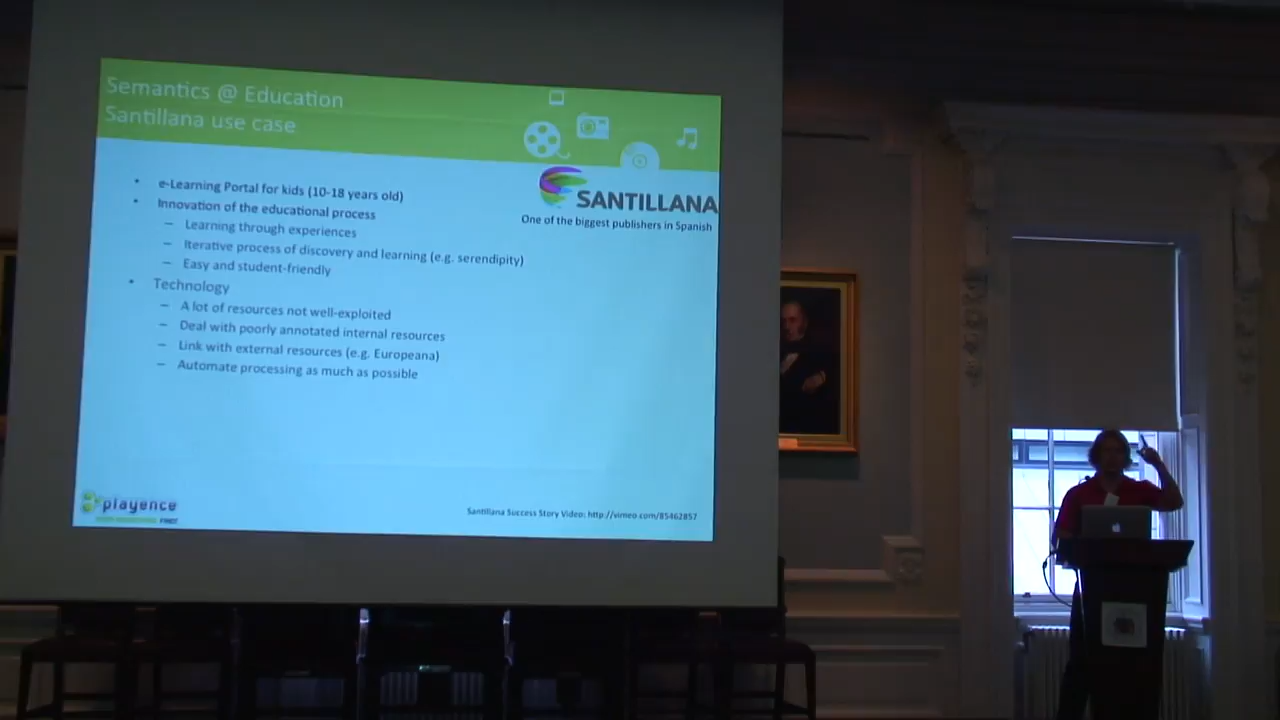 Semantics @ Education
Santillana use case
SANTILLANA
One of the biggest publishers in Spanish
• e-Learning Portal for kids (10-18 years old)
• Innovation of the educational process
– Learning through experiences
– Iterative process of discovery and learning (e.g. serendipity)
– Easy and student-friendly
• Technology
– A lot of resources not well-exploited
– Deal with poorly annotated internal resources
– Link with external resources (e.g. Europeana)
– Automate processing as much as possible
playence
Santillana Success Story Video: http://vimeo.com/85462857